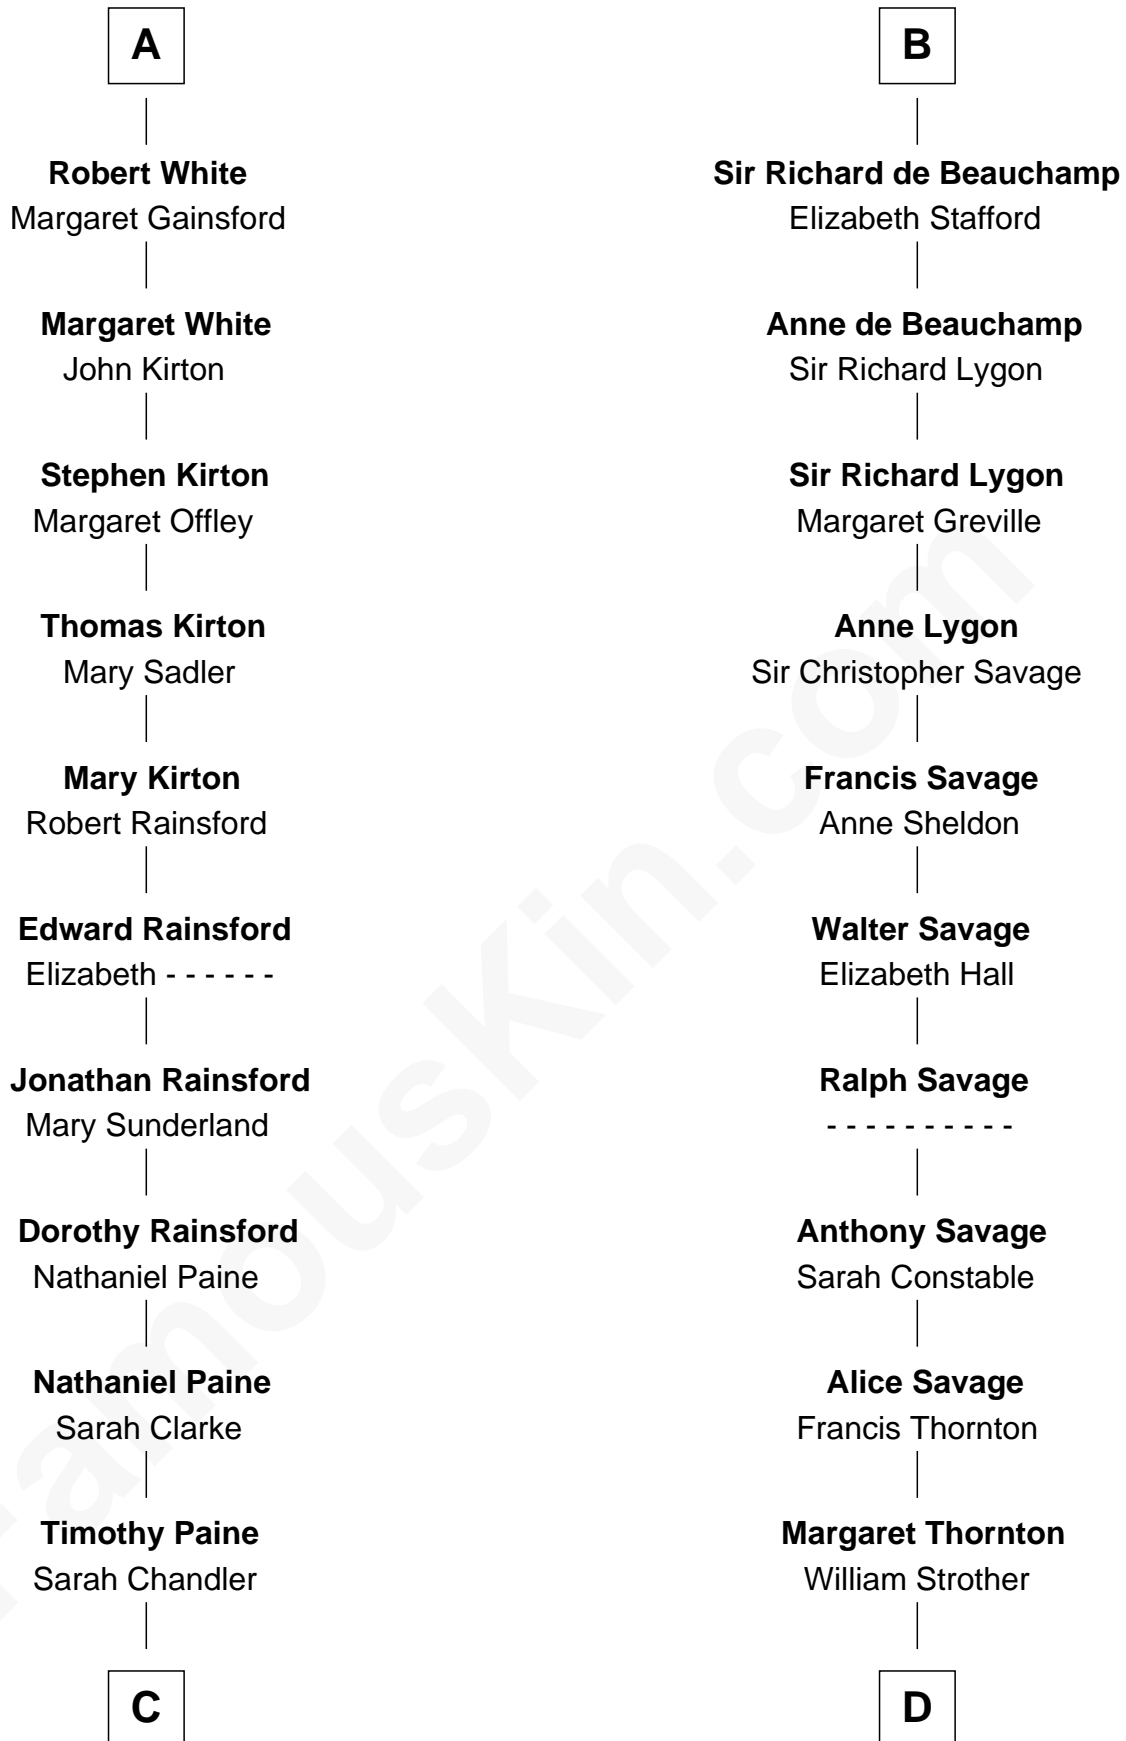 A
Robert White
Margaret Gainsford
Margaret White
John Kirton
Stephen Kirton
Margaret Offley
Thomas Kirton
Mary Sadler
Mary Kirton
Robert Rainsford
Edward Rainsford
Elizabeth - - - - - -
Jonathan Rainsford
Mary Sunderland
Dorothy Rainsford
Nathaniel Paine
Nathaniel Paine
Sarah Clarke
Timothy Paine
Sarah Chandler
C
B
Sir Richard de Beauchamp
Elizabeth Stafford
Anne de Beauchamp
Sir Richard Lygon
Sir Richard Lygon
Margaret Greville
Anne Lygon
Sir Christopher Savage
Francis Savage
Anne Sheldon
Walter Savage
Elizabeth Hall
Ralph Savage
- - - - - - - - - -
Anthony Savage
Sarah Constable
Alice Savage
Francis Thornton
Margaret Thornton
William Strother
D
FamousKin.com